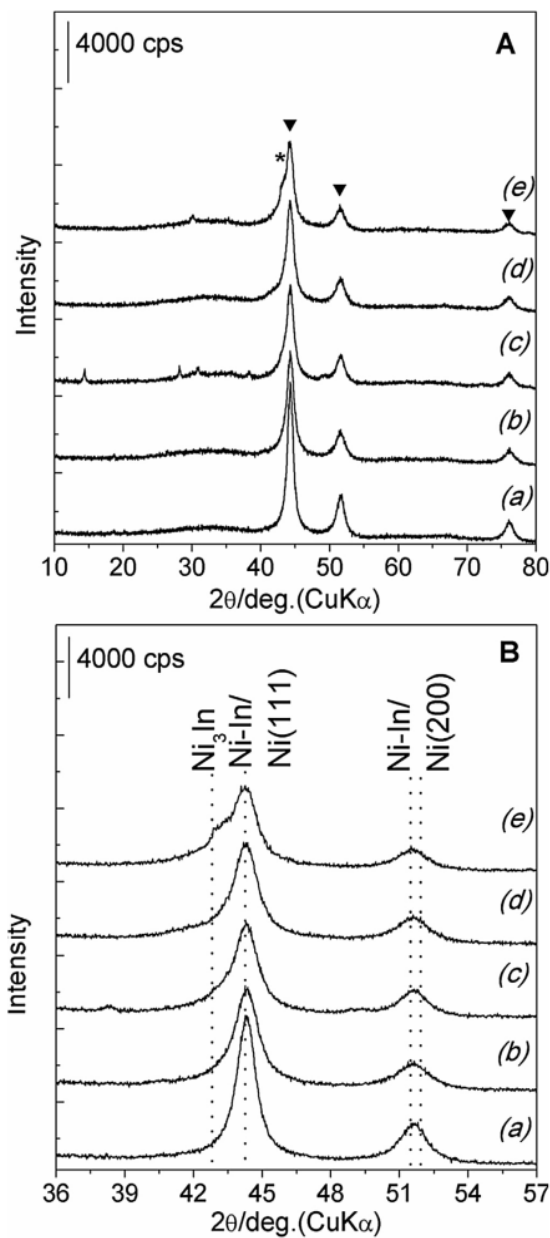 4000 cps
A
*
(e)
(d)
(c)
(b)
(a)
Intensity
10 20 30 40 50 60 70 80
2θ/deg.(CuKα)
4000 cps
B
Ni₃In
Ni-In/
Ni(111)
Ni-In/
Ni(200)
(e)
(d)
(c)
(b)
(a)
Intensity
36 39 42 45 48 51 54 57
2θ/deg.(CuKα)